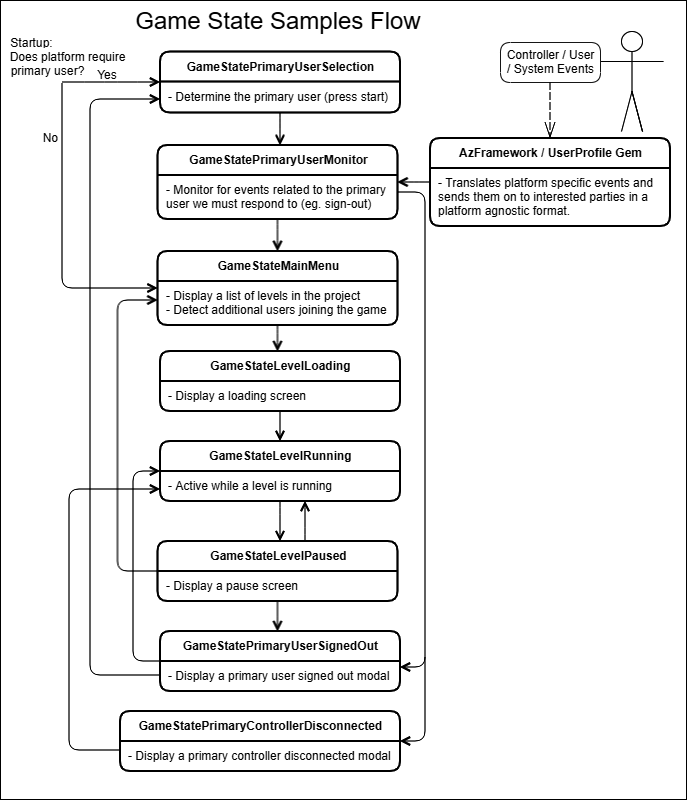 Game State Samples Flow
Startup:
Does platform require
primary user?
Yes
No
GameStatePrimaryUserSelection
- Determine the primary user (press start)
Controller / User
/ System Events
GameStatePrimaryUserMonitor
- Monitor for events related to the primary
user we must respond to (eg. sign-out)
AzFramework / UserProfile Gem
- Translates platform specific events and
sends them on to interested parties in a
platform agnostic format.
GameStateMainMenu
- Display a list of levels in the project
- Detect additional users joining the game
GameStateLevelLoading
- Display a loading screen
GameStateLevelRunning
- Active while a level is running
GameStateLevelPaused
- Display a pause screen
GameStatePrimaryUserSignedOut
- Display a primary user signed out modal
GameStatePrimaryControllerDisconnected
- Display a primary controller disconnected modal